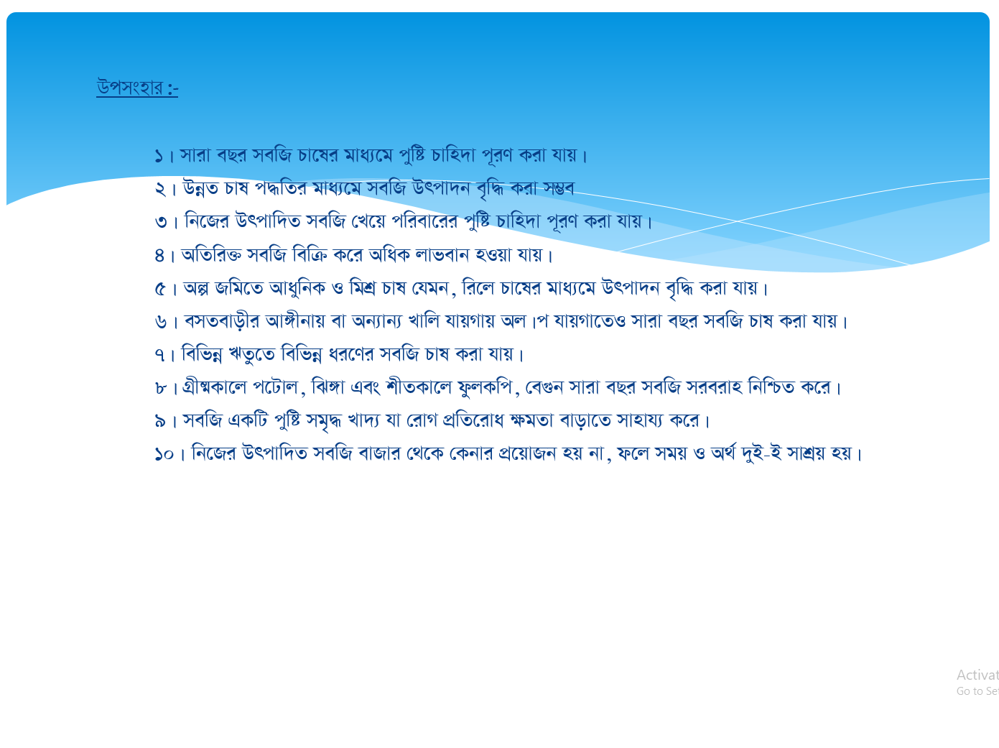 উপসংহার :-
১। সারা বছর সবজি চাষের মাধ্যমে পুষ্টি চাহিদা পূরণ করা যায়।
২। উন্নত চাষ পদ্ধতির মাধ্যমে সবজি উৎপাদন বৃদ্ধি করা সম্ভব
৩। নিজের উৎপাদিত সবজি খেয়ে পরিবারের পুষ্টি চাহিদা পূরণ করা যায়।
৪। অতিরিক্ত সবজি বিক্রি করে অধিক লাভবান হওয়া যায়।
৫। অল্প জমিতে আধুনিক ও মিশ্র চাষ যেমন, রিলে চাষের মাধ্যমে উৎপাদন বৃদ্ধি করা যায়।
৬। বসতবাড়ীর আঙ্গীনায় বা অন্যান্য খালি যায়গায় অল।প যায়গাতেও সারা বছর সবজি চাষ করা যায়।
৭। বিভিন্ন ঋতুতে বিভিন্ন ধরণের সবজি চাষ করা যায়।
৮। গ্রীষ্মকালে পটোল, ঝিঙ্গা এবং শীতকালে ফুলকপি, বেগুন সারা বছর সবজি সরবরাহ নিশ্চিত করে।
৯। সবজি একটি পুষ্টি সমৃদ্ধ খাদ্য যা রোগ প্রতিরোধ ক্ষমতা বাড়াতে সাহায্য করে।
১০। নিজের উৎপাদিত সবজি বাজার থেকে কেনার প্রয়োজন হয় না, ফলে সময় ও অর্থ দুই-ই সাশ্রয় হয়।
Activat
Go to Set